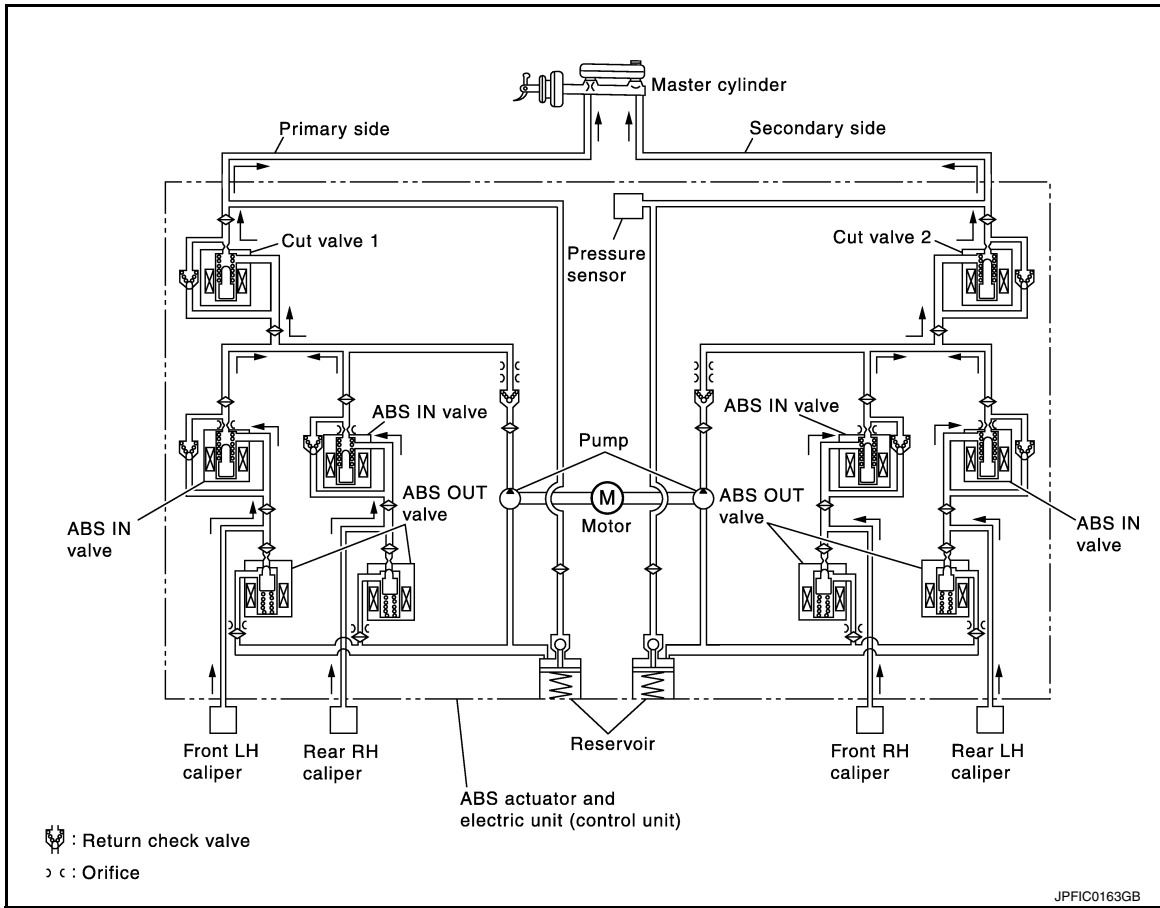 Master cylinder
Primary side
Secondary side
Pressure
sensor
Cut valve 1
Cut valve 2
ABS IN valve
ABS IN valve
Pump
ABS OUT
valve
M
Motor
ABS OUT
valve
ABS IN
valve
ABS IN
valve
Reservoir
Front LH
caliper
Rear RH
caliper
Front RH
caliper
Rear LH
caliper
ABS actuator and
electric unit (control unit)
: Return check valve
: Orifice
JPFIC0163GB